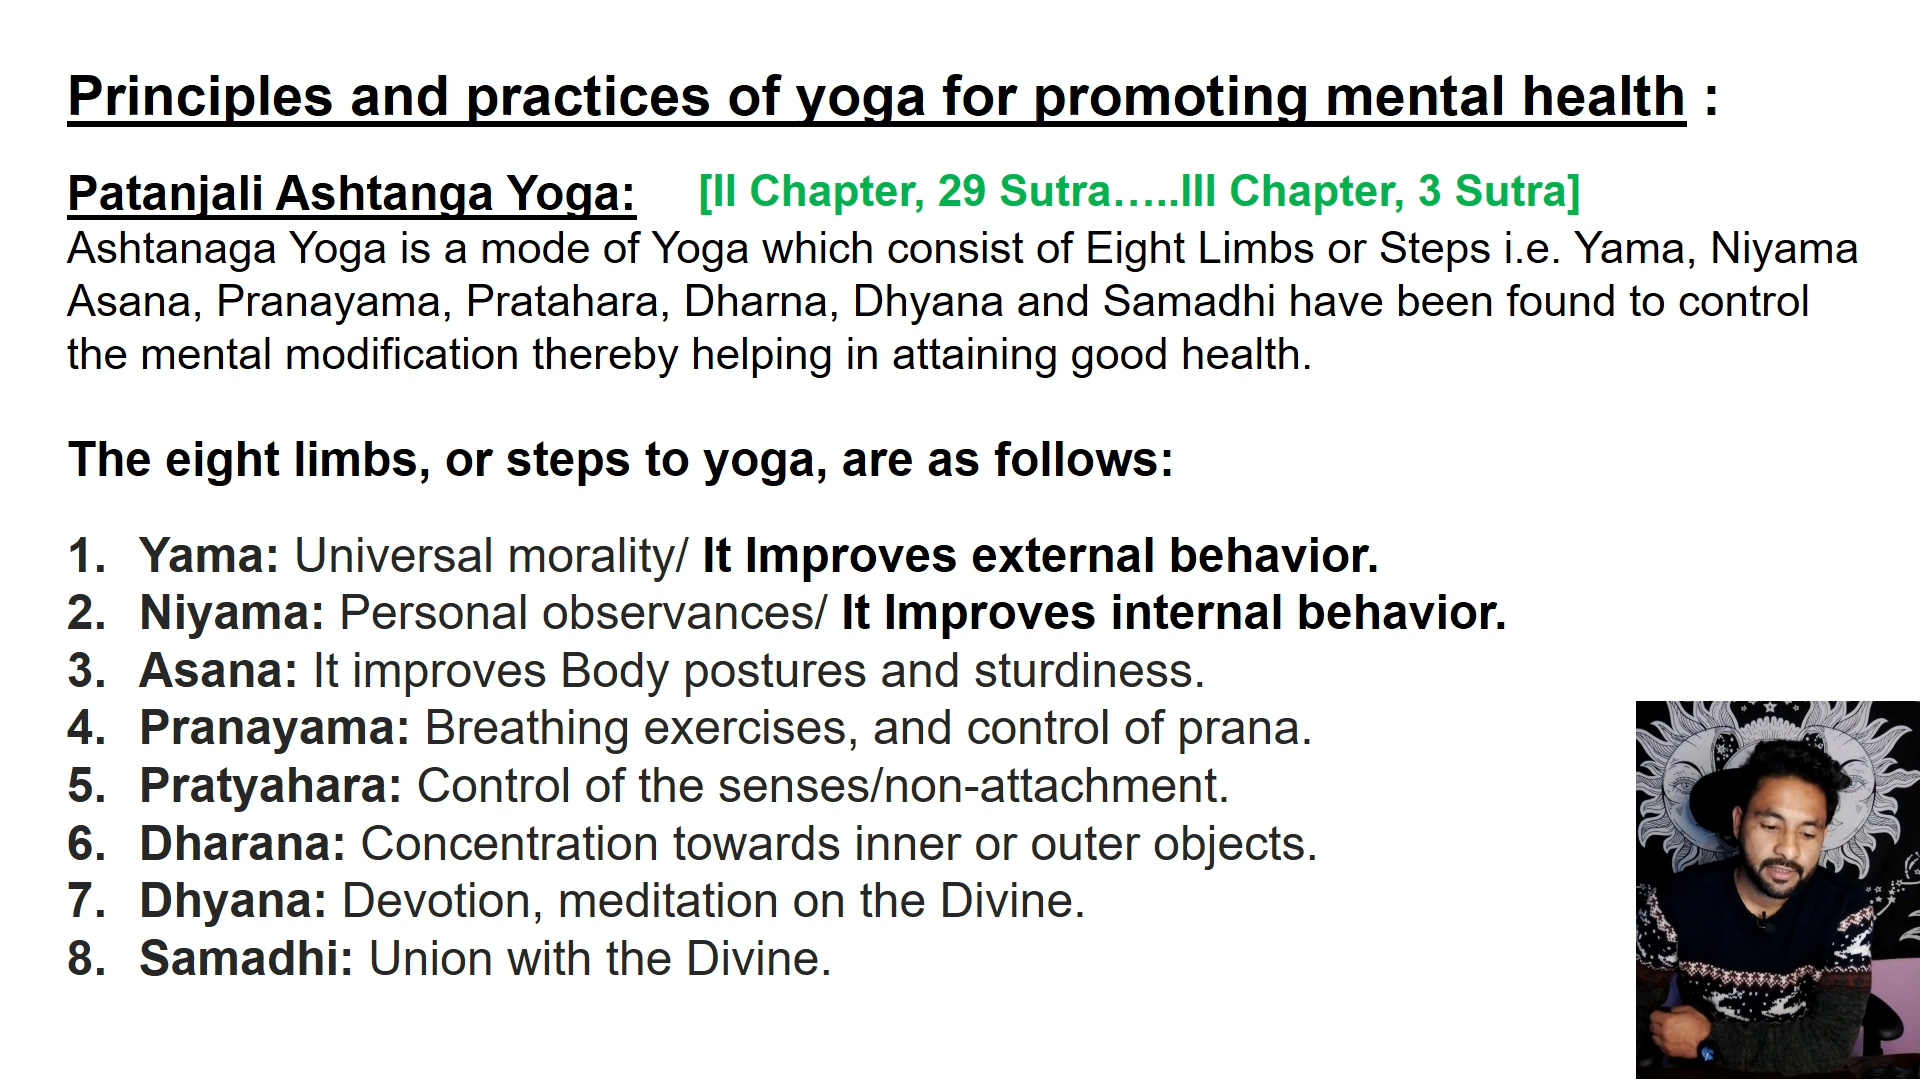 Principles and practices of yoga for promoting mental health :
Patanjali Ashtanga Yoga: [II Chapter, 29 Sutra…..III Chapter, 3 Sutra]
Ashtanaga Yoga is a mode of Yoga which consist of Eight Limbs or Steps i.e. Yama, Niyama
Asana, Pranayama, Pratahara, Dharna, Dhyana and Samadhi have been found to control
the mental modification thereby helping in attaining good health.
The eight limbs, or steps to yoga, are as follows:
1. Yama: Universal morality/ It Improves external behavior.
2. Niyama: Personal observances/ It Improves internal behavior.
3. Asana: It improves Body postures and sturdiness.
4. Pranayama: Breathing exercises, and control of prana.
5. Pratyahara: Control of the senses/non-attachment.
6. Dharana: Concentration towards inner or outer objects.
7. Dhyana: Devotion, meditation on the Divine.
8. Samadhi: Union with the Divine.